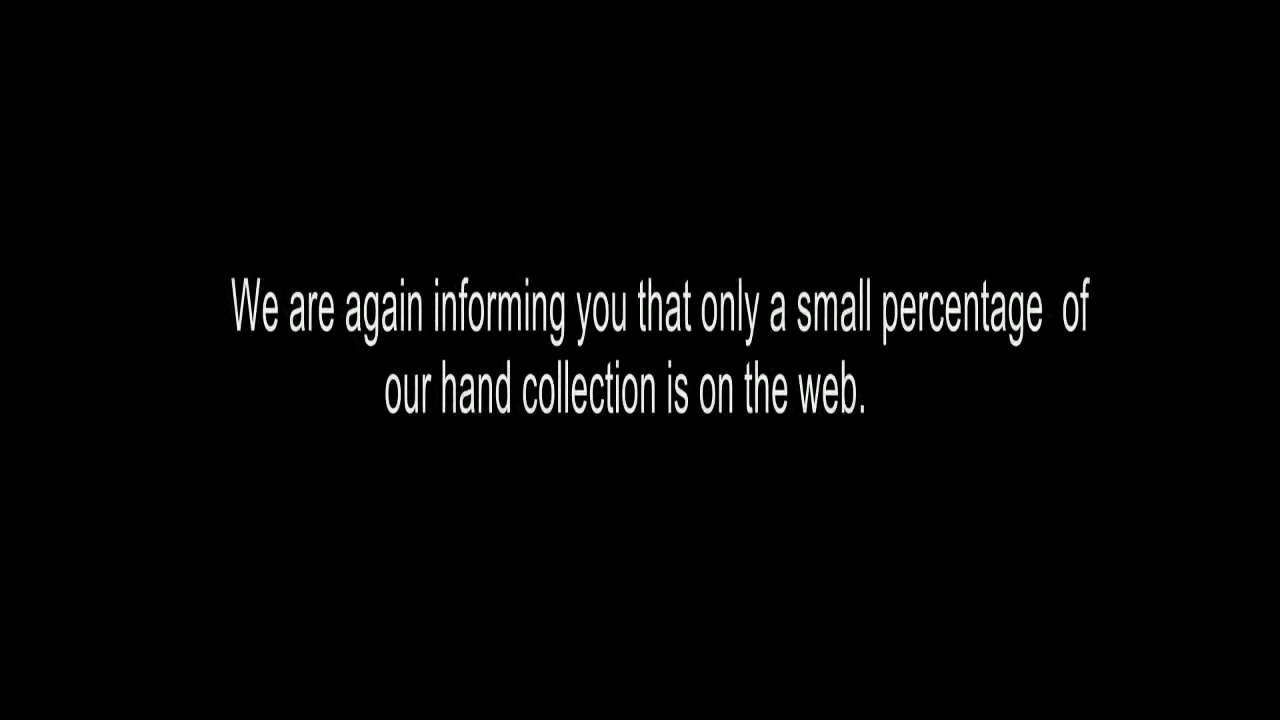 We are again informing you that only a small percentage  of
our hand collection is on the web.